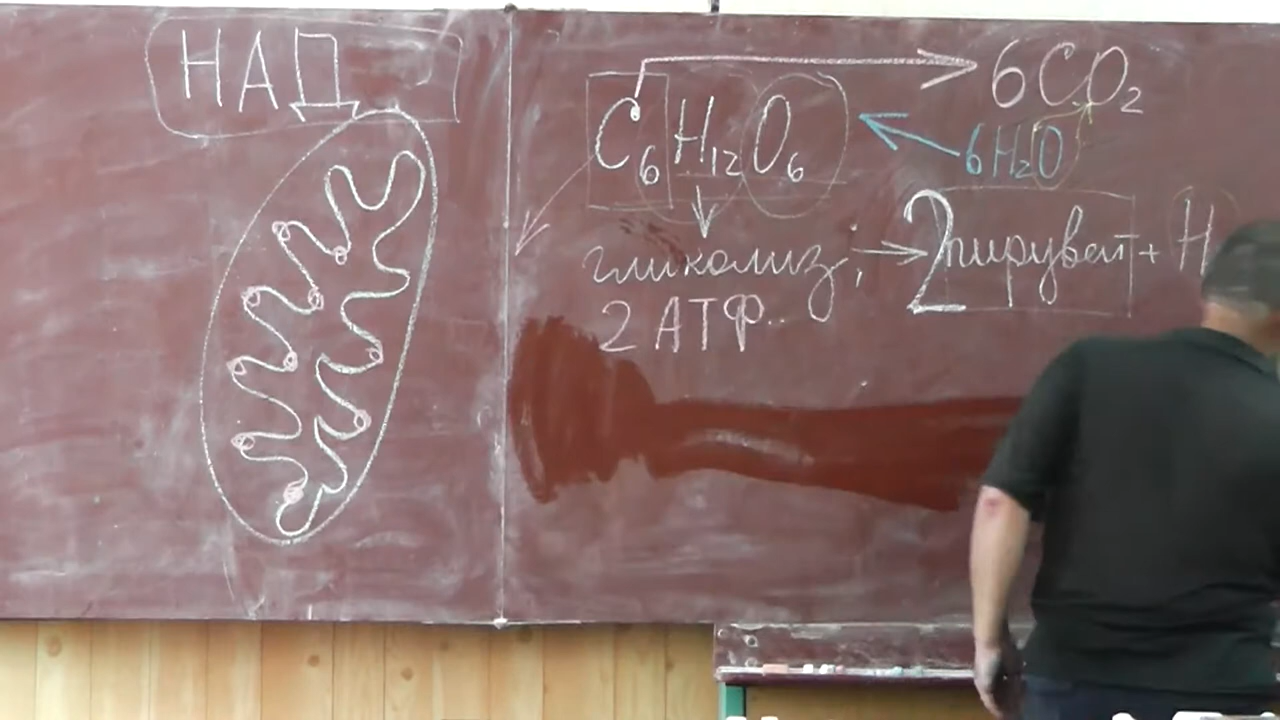 НАД
6CO₂
C₆H₁₂O₆
6H₂O
гликолиз; → 2 пируват + H
2 АТФ..